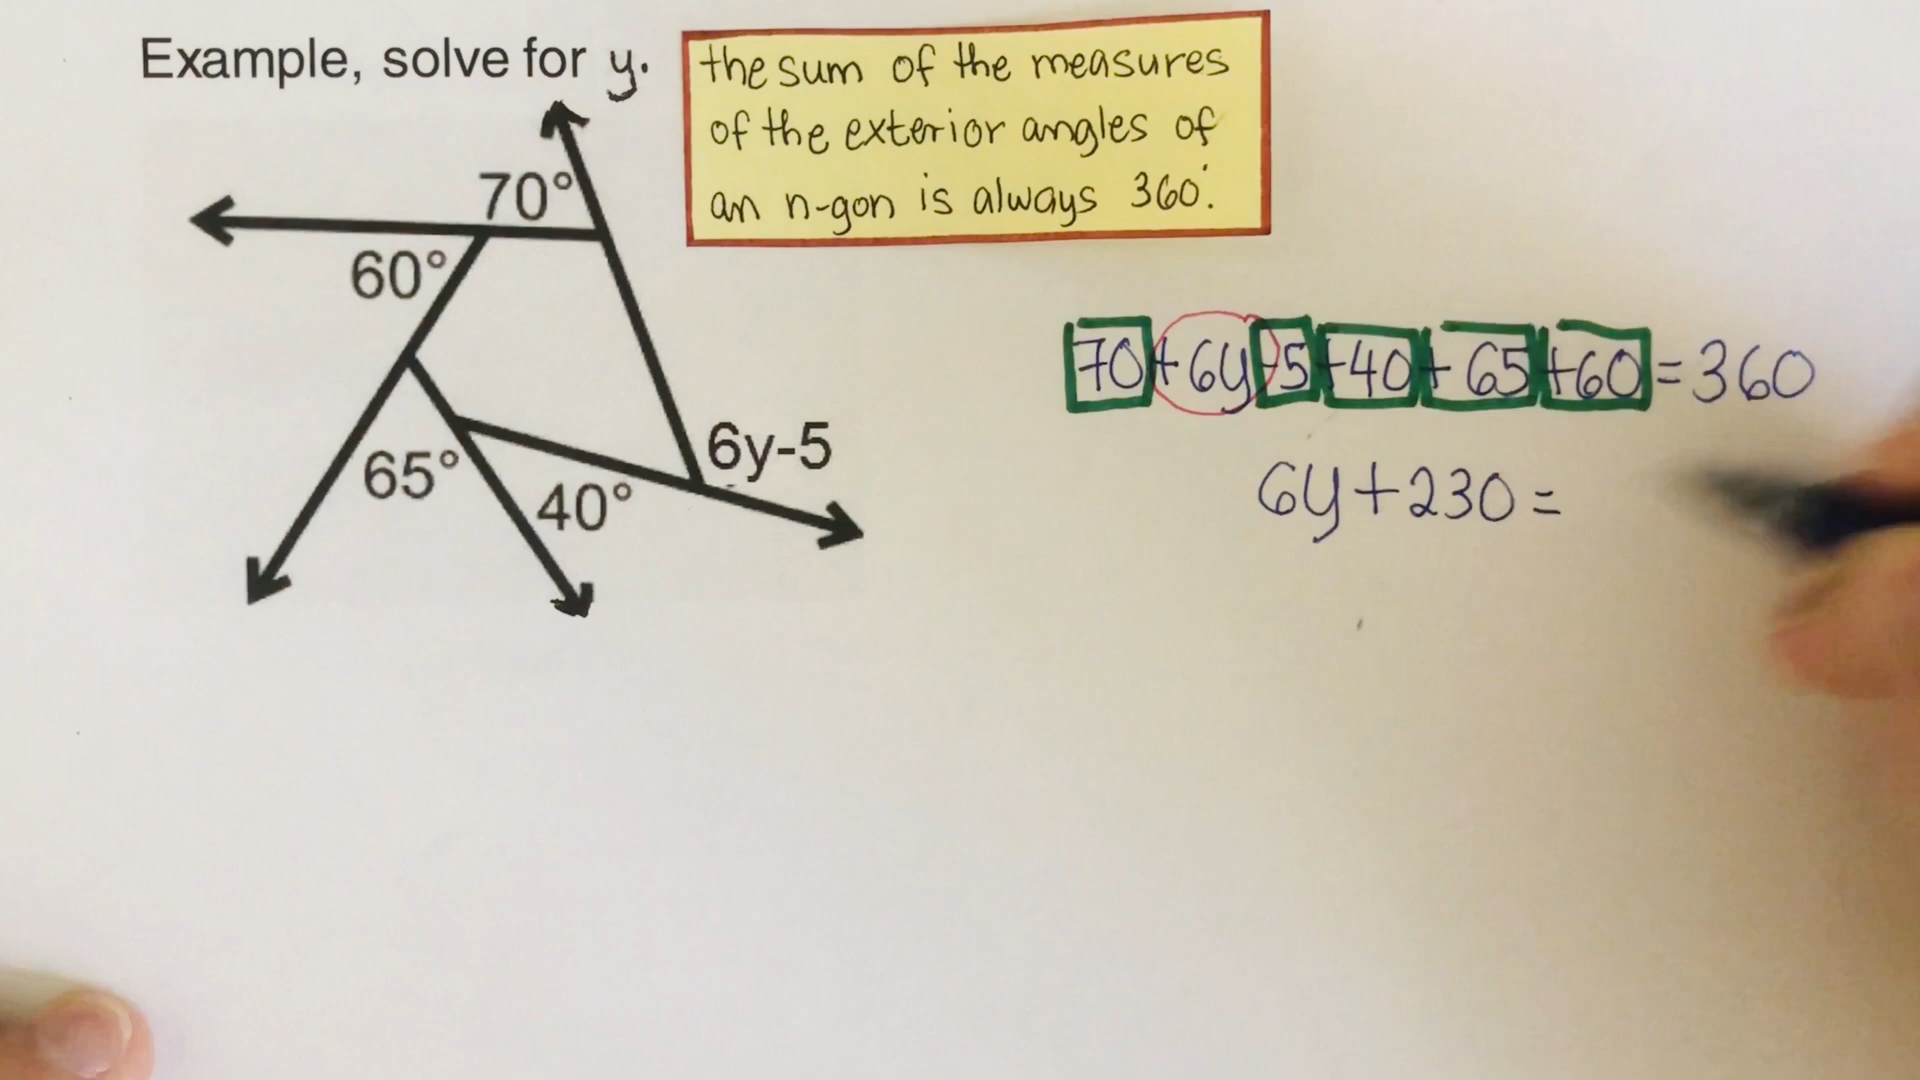 Example, solve for y.
the sum of the measures
of the exterior angles of
an n-gon is always 360°.
70°
60°
65°
40°
6y-5
70+6y-5+40+65+60=360
6y+230=